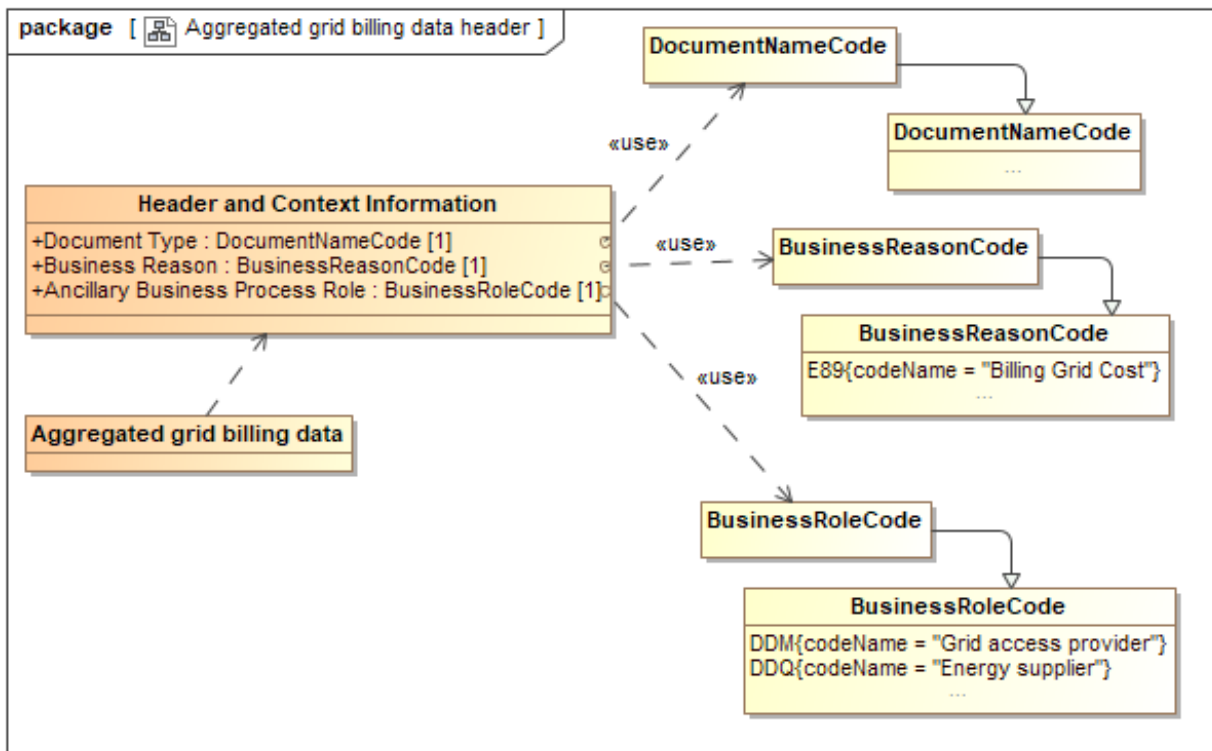 package [ Aggregated grid billing data header ]
DocumentNameCode
«use»
DocumentNameCode
...
Header and Context Information
+Document Type : DocumentNameCode [1]
+Business Reason : BusinessReasonCode [1]
+Ancillary Business Process Role : BusinessRoleCode [1]
«use»
BusinessReasonCode
BusinessReasonCode
E89{codeName = "Billing Grid Cost"}
...
«use»
Aggregated grid billing data
BusinessRoleCode
BusinessRoleCode
DDM{codeName = "Grid access provider"}
DDQ{codeName = "Energy supplier"}
...